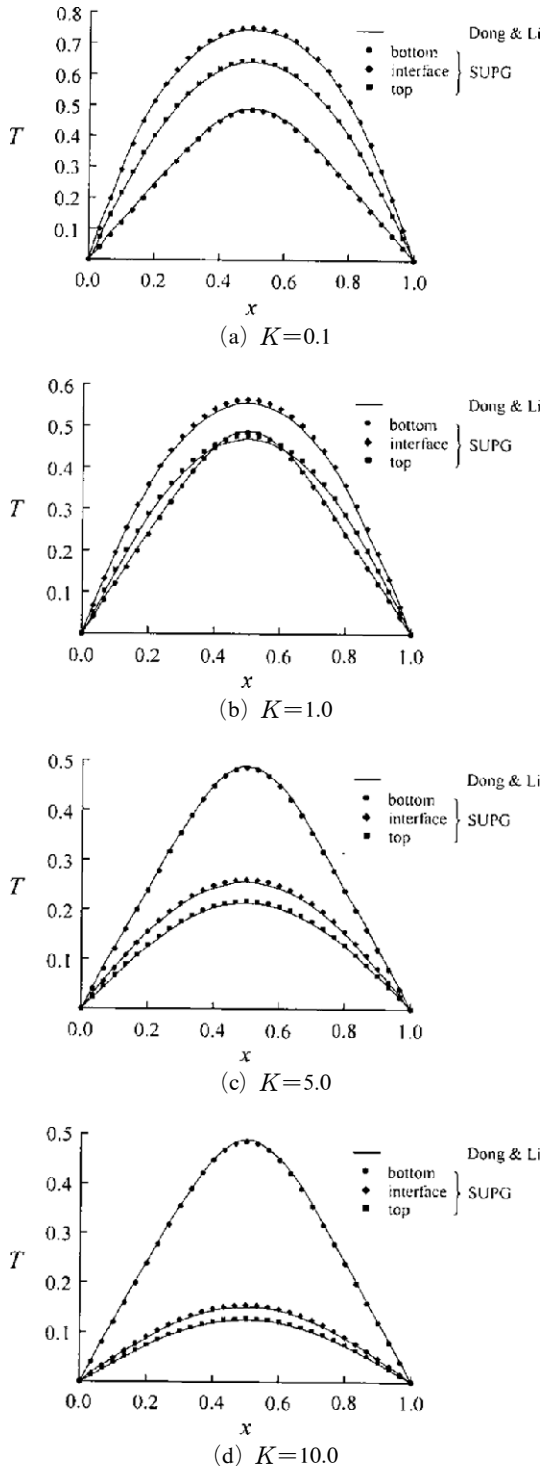 0.8
0.7
0.6
0.5
T
0.4
0.3
0.2
0.1
Dong & Li
bottom
interface
top
SUPG
0.0 0.2 0.4 0.6 0.8 1.0
x
(a) K=0.1
0.6
0.5
0.4
0.3
T
0.2
0.1
Dong & Li
bottom
interface
top
SUPG
0.0 0.2 0.4 0.6 0.8 1.0
x
(b) K=1.0
0.5
0.4
0.3
T
0.2
0.1
Dong & Li
bottom
interface
top
SUPG
0.0 0.2 0.4 0.6 0.8 1.0
x
(c) K=5.0
0.5
0.4
0.3
T
0.2
0.1
Dong & Li
bottom
interface
top
SUPG
0.0 0.2 0.4 0.6 0.8 1.0
x
(d) K=10.0